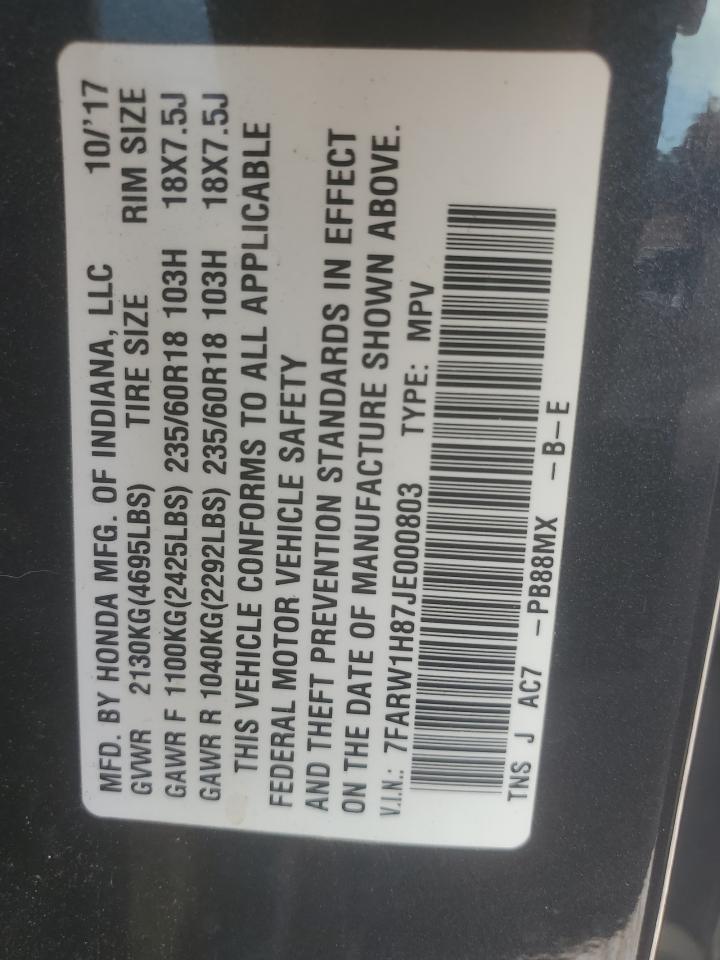 MFD. BY HONDA MFG. OF INDIANA, LLC 10/'17
GVWR 2130KG(4695LBS) TIRE SIZE RIM SIZE
GAWR F 1100KG(2425LBS) 235/60R18 103H 18X7.5J
GAWR R 1040KG(2292LBS) 235/60R18 103H 18X7.5J
THIS VEHICLE CONFORMS TO ALL APPLICABLE
FEDERAL MOTOR VEHICLE SAFETY
AND THEFT PREVENTION STANDARDS IN EFFECT
ON THE DATE OF MANUFACTURE SHOWN ABOVE.
V.I.N.: 7FARW1H87JE000803 TYPE: MPV
TNS J AC7 -PB88MX -B-E